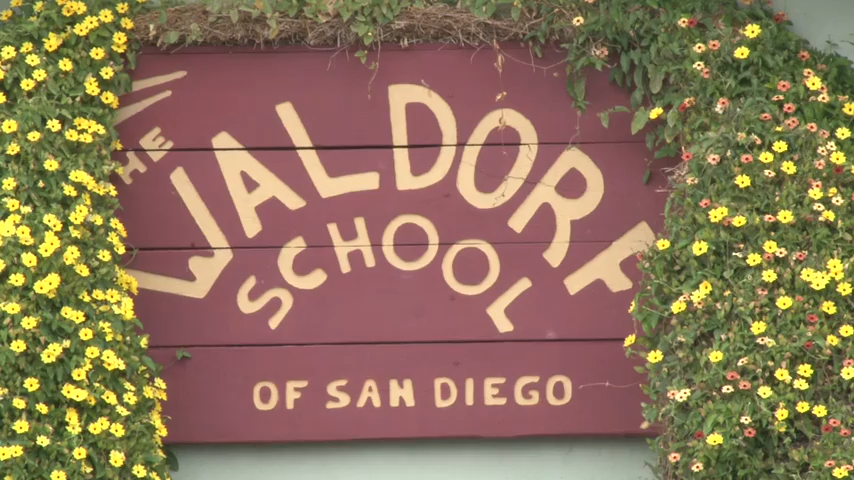 THE
WALDORF
SCHOOL
OF SAN DIEGO